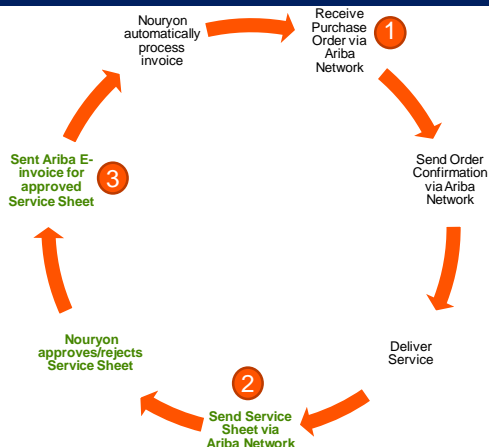 Receive
Purchase
Order via
Ariba
Network
1
Send Order
Confirmation
via Ariba
Network
Deliver
Service
2
Send Service
Sheet via
Ariba Network
Nouryon
approves/rejects
Service Sheet
Sent Ariba E-
invoice for
approved
Service Sheet
3
Nouryon
automatically
process
invoice